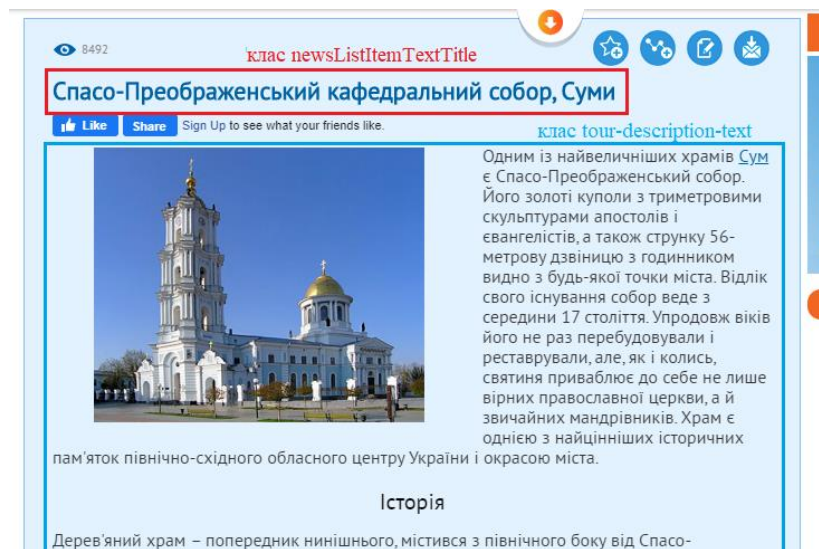 8492
клас newsListItemTextTitle
Спасо-Преображенський кафедральний собор, Суми
Like Share Sign Up to see what your friends like.
клас tour-description-text
Одним із найвеличніших храмів Сум
є Спасо-Преображенський собор.
Його золоті куполи з триметровими
скульптурами апостолів і
євангелістів, а також струнку 56-
метрову дзвіницю з годинником
видно з будь-якої точки міста. Відлік
свого існування собор веде з
середини 17 століття. Упродовж віків
його не раз перебудовували і
реставрували, але, як і колись,
святиня приваблює до себе не лише
вірних православної церкви, а й
звичайних мандрівників. Храм є
однією з найцінніших історичних
пам'яток північно-східного обласного центру України і окрасою міста.
Історія
Дерев'яний храм – попередник нинішнього, містився з північного боку від Спасо-